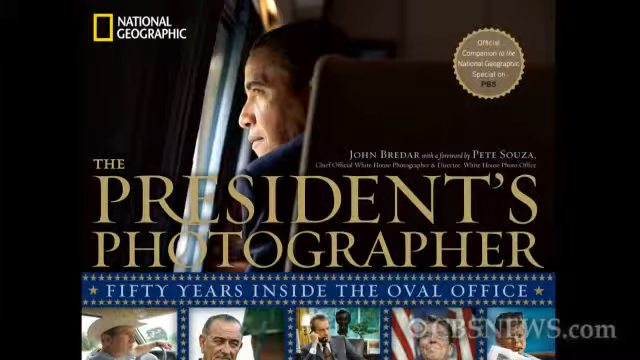 NATIONAL
GEOGRAPHIC
Official
Companion to the
National Geographic
Special on
PBS
JOHN BREDAR with a foreword by PETE SOUZA,
Chief Official White House Photographer & Director, White House Photo Office
THE
PRESIDENT'S
PHOTOGRAPHER
★ FIFTY YEARS INSIDE THE OVAL OFFICE ★
CBSNEWS.com